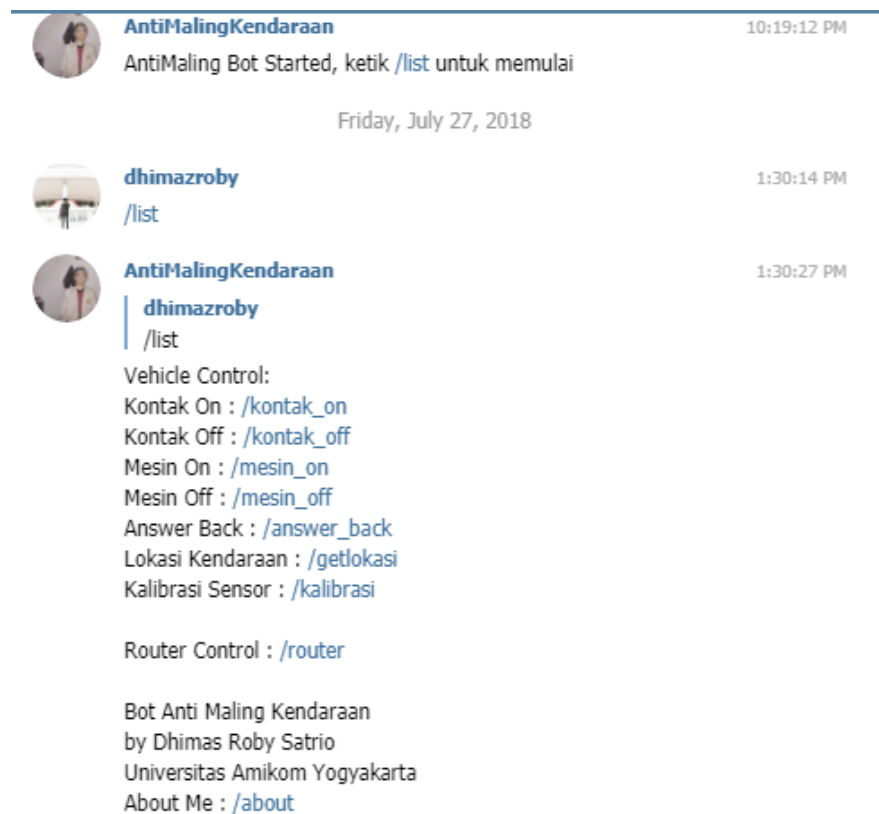 AntiMalingKendaraan 10:19:12 PM
AntiMaling Bot Started, ketik /list untuk memulai
Friday, July 27, 2018
dhimazroby 1:30:14 PM
/list
AntiMalingKendaraan 1:30:27 PM
dhimazroby
/list
Vehicle Control:
Kontak On : /kontak_on
Kontak Off : /kontak_off
Mesin On : /mesin_on
Mesin Off : /mesin_off
Answer Back : /answer_back
Lokasi Kendaraan : /getlokasi
Kalibrasi Sensor : /kalibrasi
Router Control : /router
Bot Anti Maling Kendaraan
by Dhimas Roby Satrio
Universitas Amikom Yogyakarta
About Me : /about